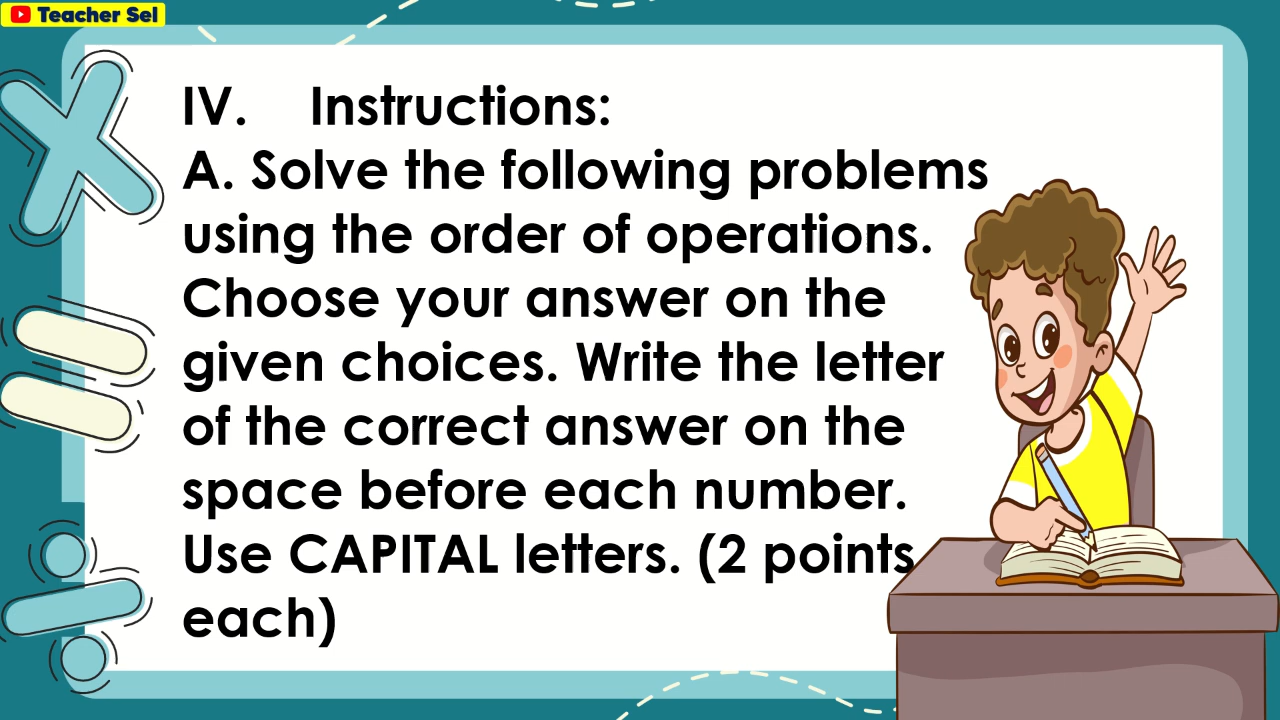 Teacher Sel
IV. Instructions:
A. Solve the following problems
using the order of operations.
Choose your answer on the
given choices. Write the letter
of the correct answer on the
space before each number.
Use CAPITAL letters. (2 points
each)